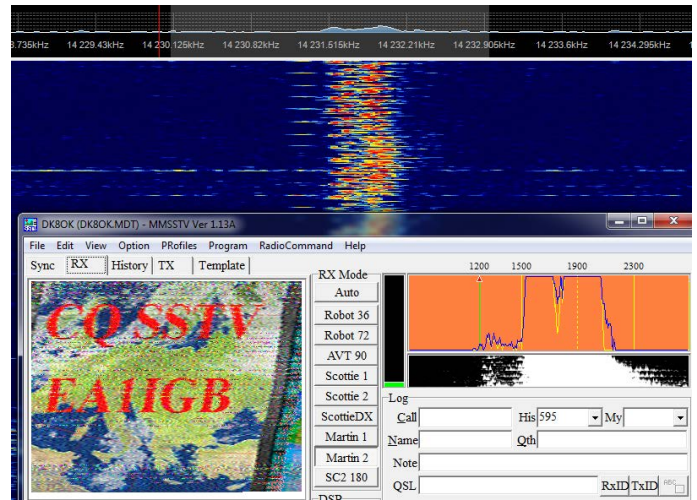 8.735kHz 14 229.43kHz 14 230.125kHz 14 230.82kHz 14 231.515kHz 14 232.21kHz 14 232.905kHz 14 233.6kHz 14 234.295kHz
DK8OK (DK8OK.MDT) - MMSSTV Ver 1.13A
File Edit View Option PRofiles Program RadioCommand Help
Sync RX History TX Template
RX Mode
Auto
Robot 36
Robot 72
AVT 90
Scottie 1
Scottie 2
ScottieDX
Martin 1
Martin 2
SC2 180
DSP
CQ SSTV
EA1IGB
1200 1500 1900 2300
Log
Call His 595 My
Name Qth
Note
QSL RxID TxID ABC